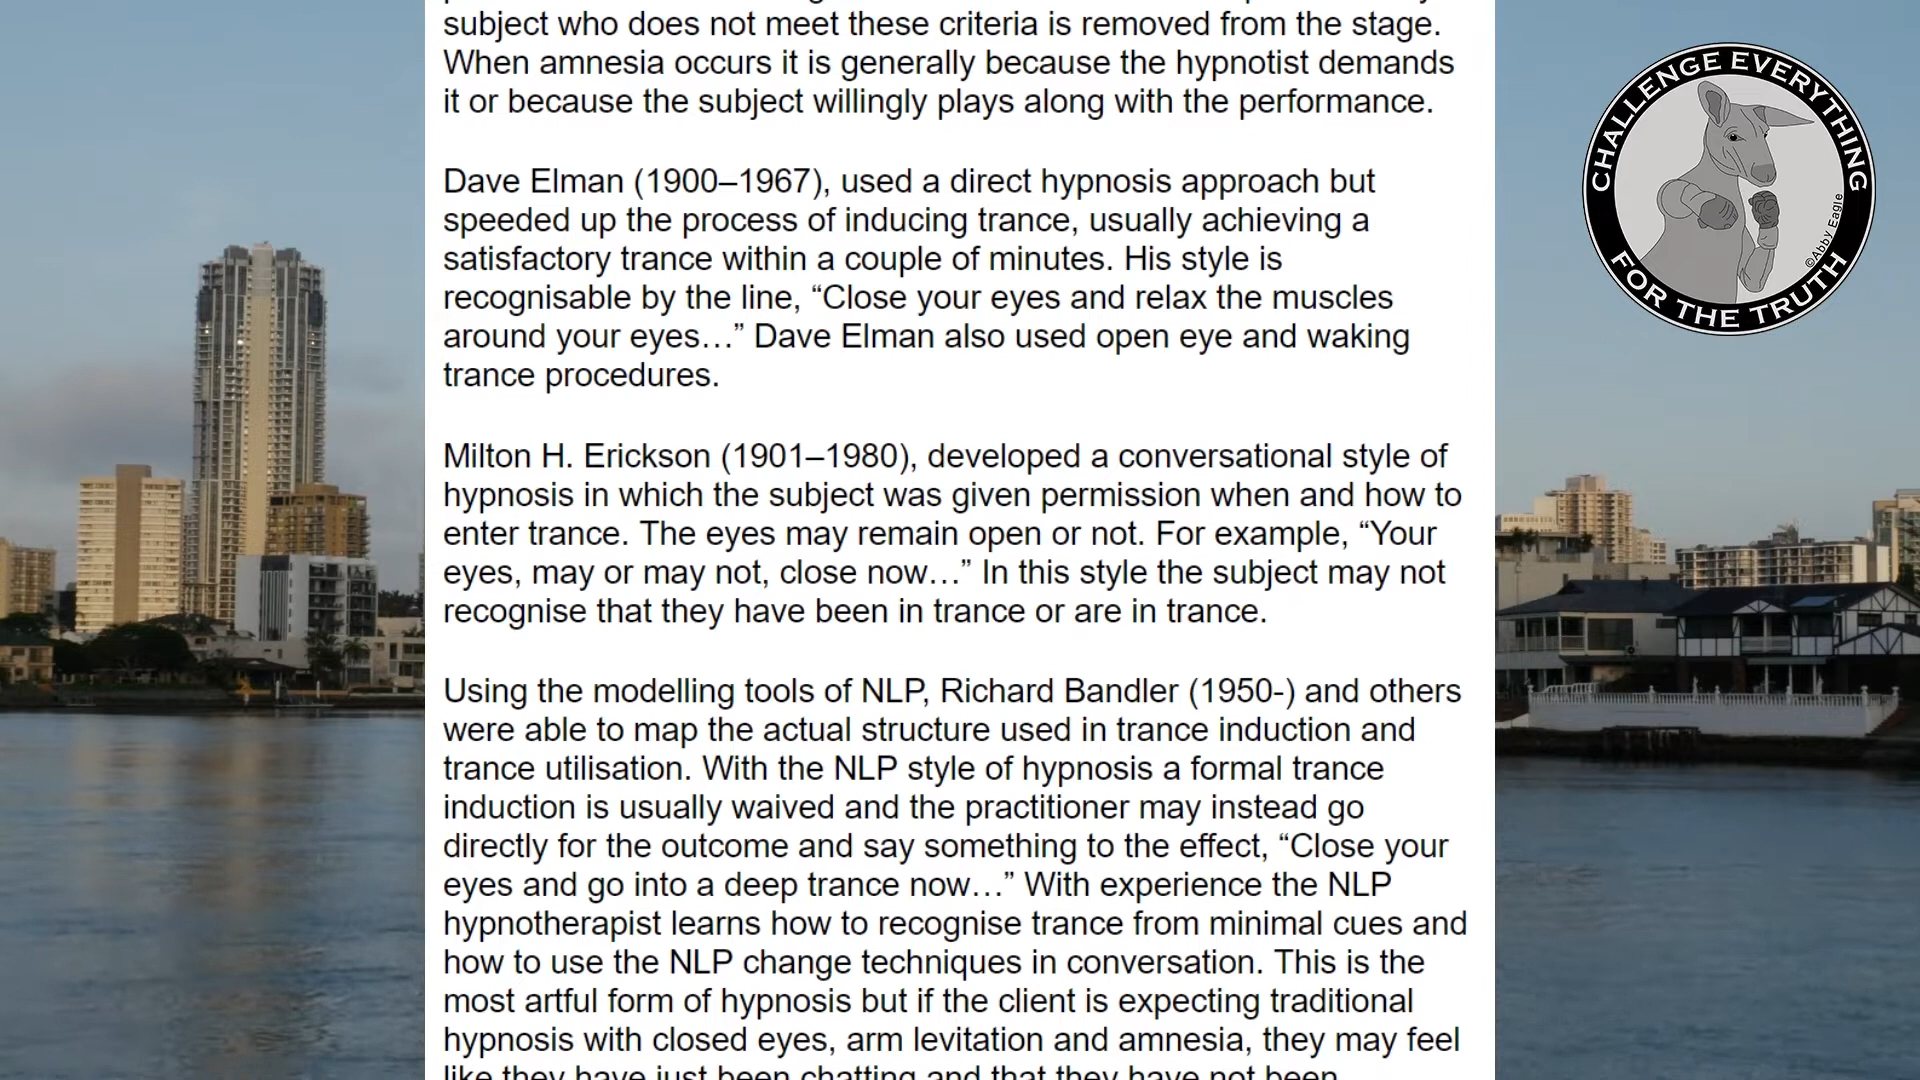 subject who does not meet these criteria is removed from the stage.
When amnesia occurs it is generally because the hypnotist demands
it or because the subject willingly plays along with the performance.
Dave Elman (1900–1967), used a direct hypnosis approach but
speeded up the process of inducing trance, usually achieving a
satisfactory trance within a couple of minutes. His style is
recognisable by the line, “Close your eyes and relax the muscles
around your eyes…” Dave Elman also used open eye and waking
trance procedures.
Milton H. Erickson (1901–1980), developed a conversational style of
hypnosis in which the subject was given permission when and how to
enter trance. The eyes may remain open or not. For example, “Your
eyes, may or may not, close now…” In this style the subject may not
recognise that they have been in trance or are in trance.
Using the modelling tools of NLP, Richard Bandler (1950-) and others
were able to map the actual structure used in trance induction and
trance utilisation. With the NLP style of hypnosis a formal trance
induction is usually waived and the practitioner may instead go
directly for the outcome and say something to the effect, “Close your
eyes and go into a deep trance now…” With experience the NLP
hypnotherapist learns how to recognise trance from minimal cues and
how to use the NLP change techniques in conversation. This is the
most artful form of hypnosis but if the client is expecting traditional
hypnosis with closed eyes, arm levitation and amnesia, they may feel
like they have just been chatting and that they have not been
CHALLENGE EVERYTHING
FOR THE TRUTH
©Abby Eagle